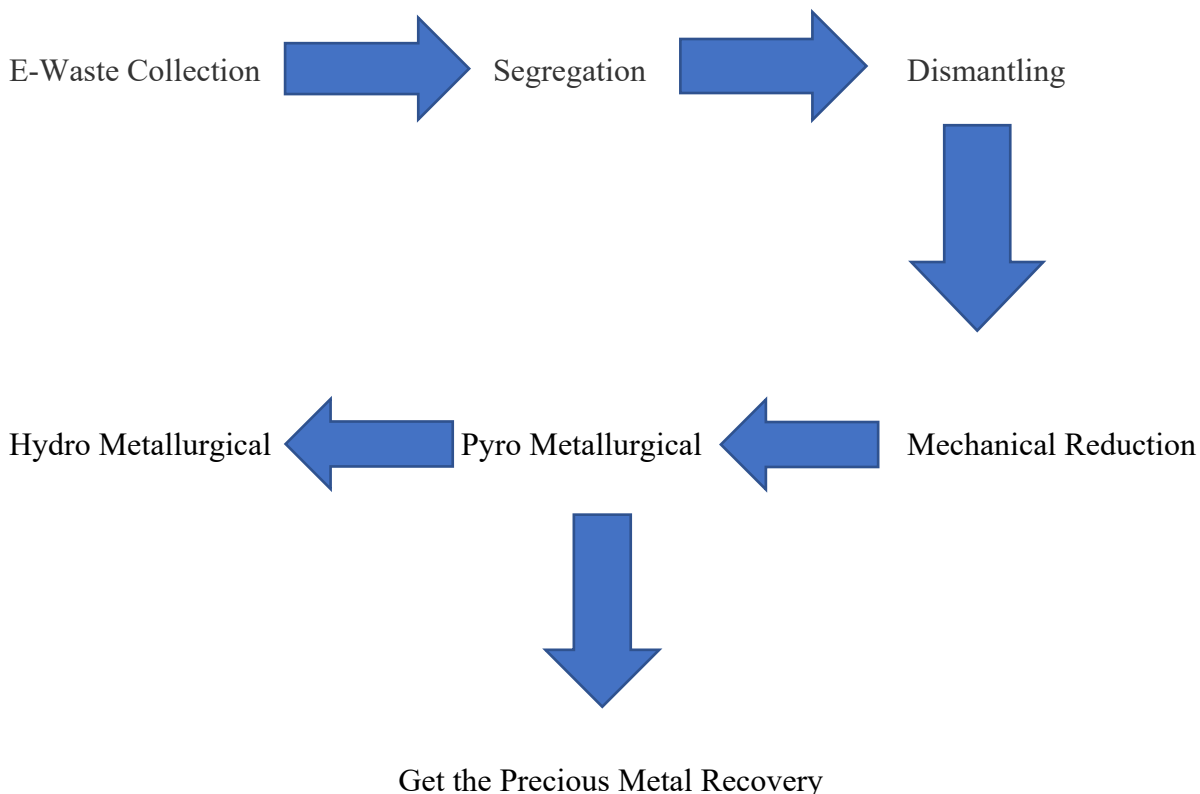 E-Waste Collection
Segregation
Dismantling
Hydro Metallurgical
Pyro Metallurgical
Mechanical Reduction
Get the Precious Metal Recovery